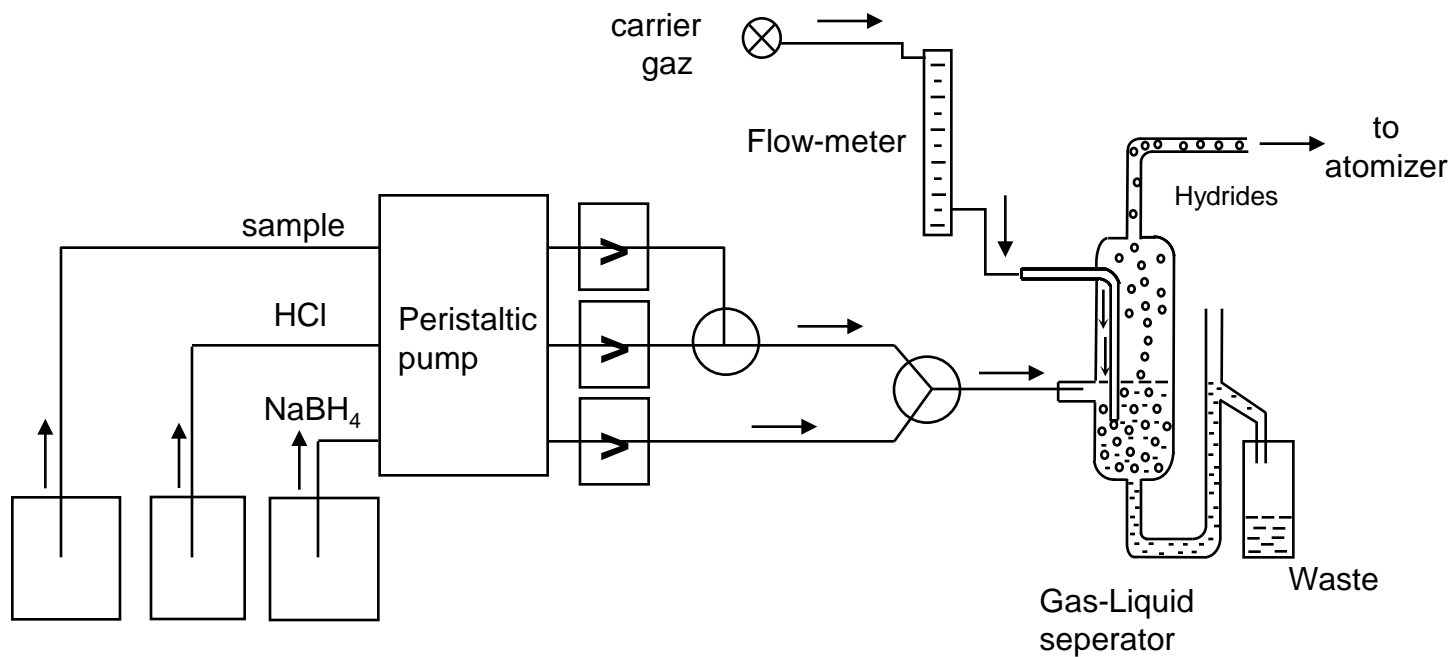 carrier
gaz
Flow-meter
to
atomizer
Hydrides
sample
HCl
Peristaltic
pump
NaBH₄
>
>
>
Waste
Gas-Liquid
seperator